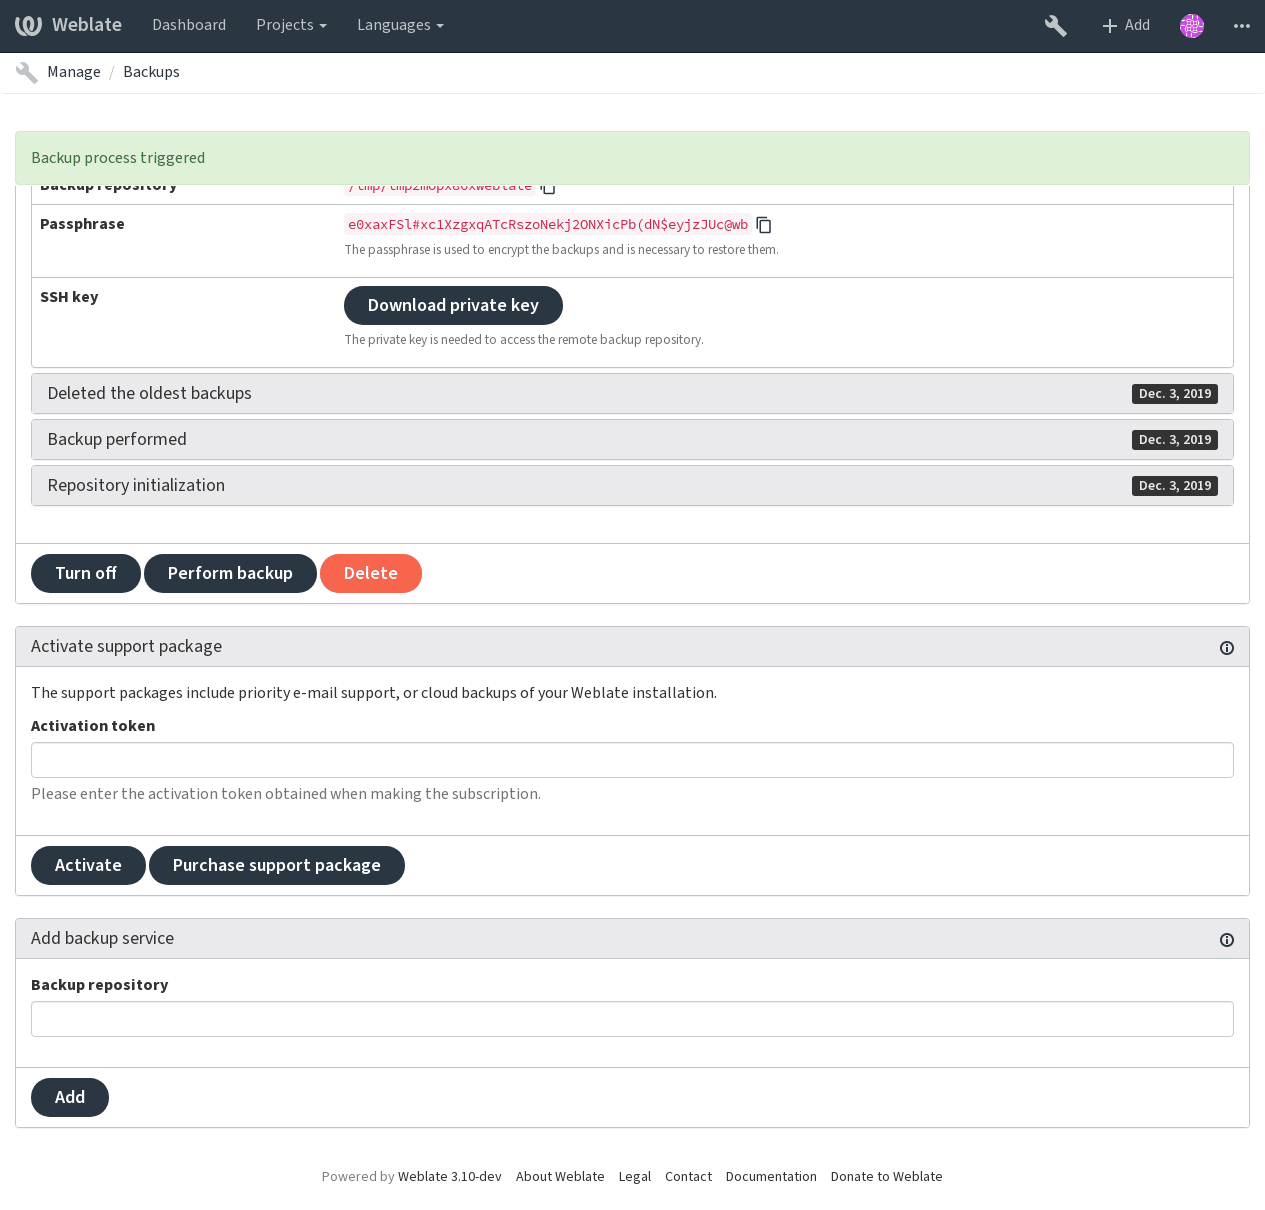 Weblate Dashboard Projects Languages Add
Manage / Backups
Backup process triggered
Backup repository /tmp/tmp2mopx8oxweblate
Passphrase e0xaxFSl#xc1XzgxqATcRszoNekj2ONXicPb(dN$eyjzJUc@wb
The passphrase is used to encrypt the backups and is necessary to restore them.
SSH key Download private key
The private key is needed to access the remote backup repository.
Deleted the oldest backups Dec. 3, 2019
Backup performed Dec. 3, 2019
Repository initialization Dec. 3, 2019
Turn off Perform backup Delete
Activate support package
The support packages include priority e-mail support, or cloud backups of your Weblate installation.
Activation token
Please enter the activation token obtained when making the subscription.
Activate Purchase support package
Add backup service
Backup repository
Add
Powered by Weblate 3.10-dev About Weblate Legal Contact Documentation Donate to Weblate